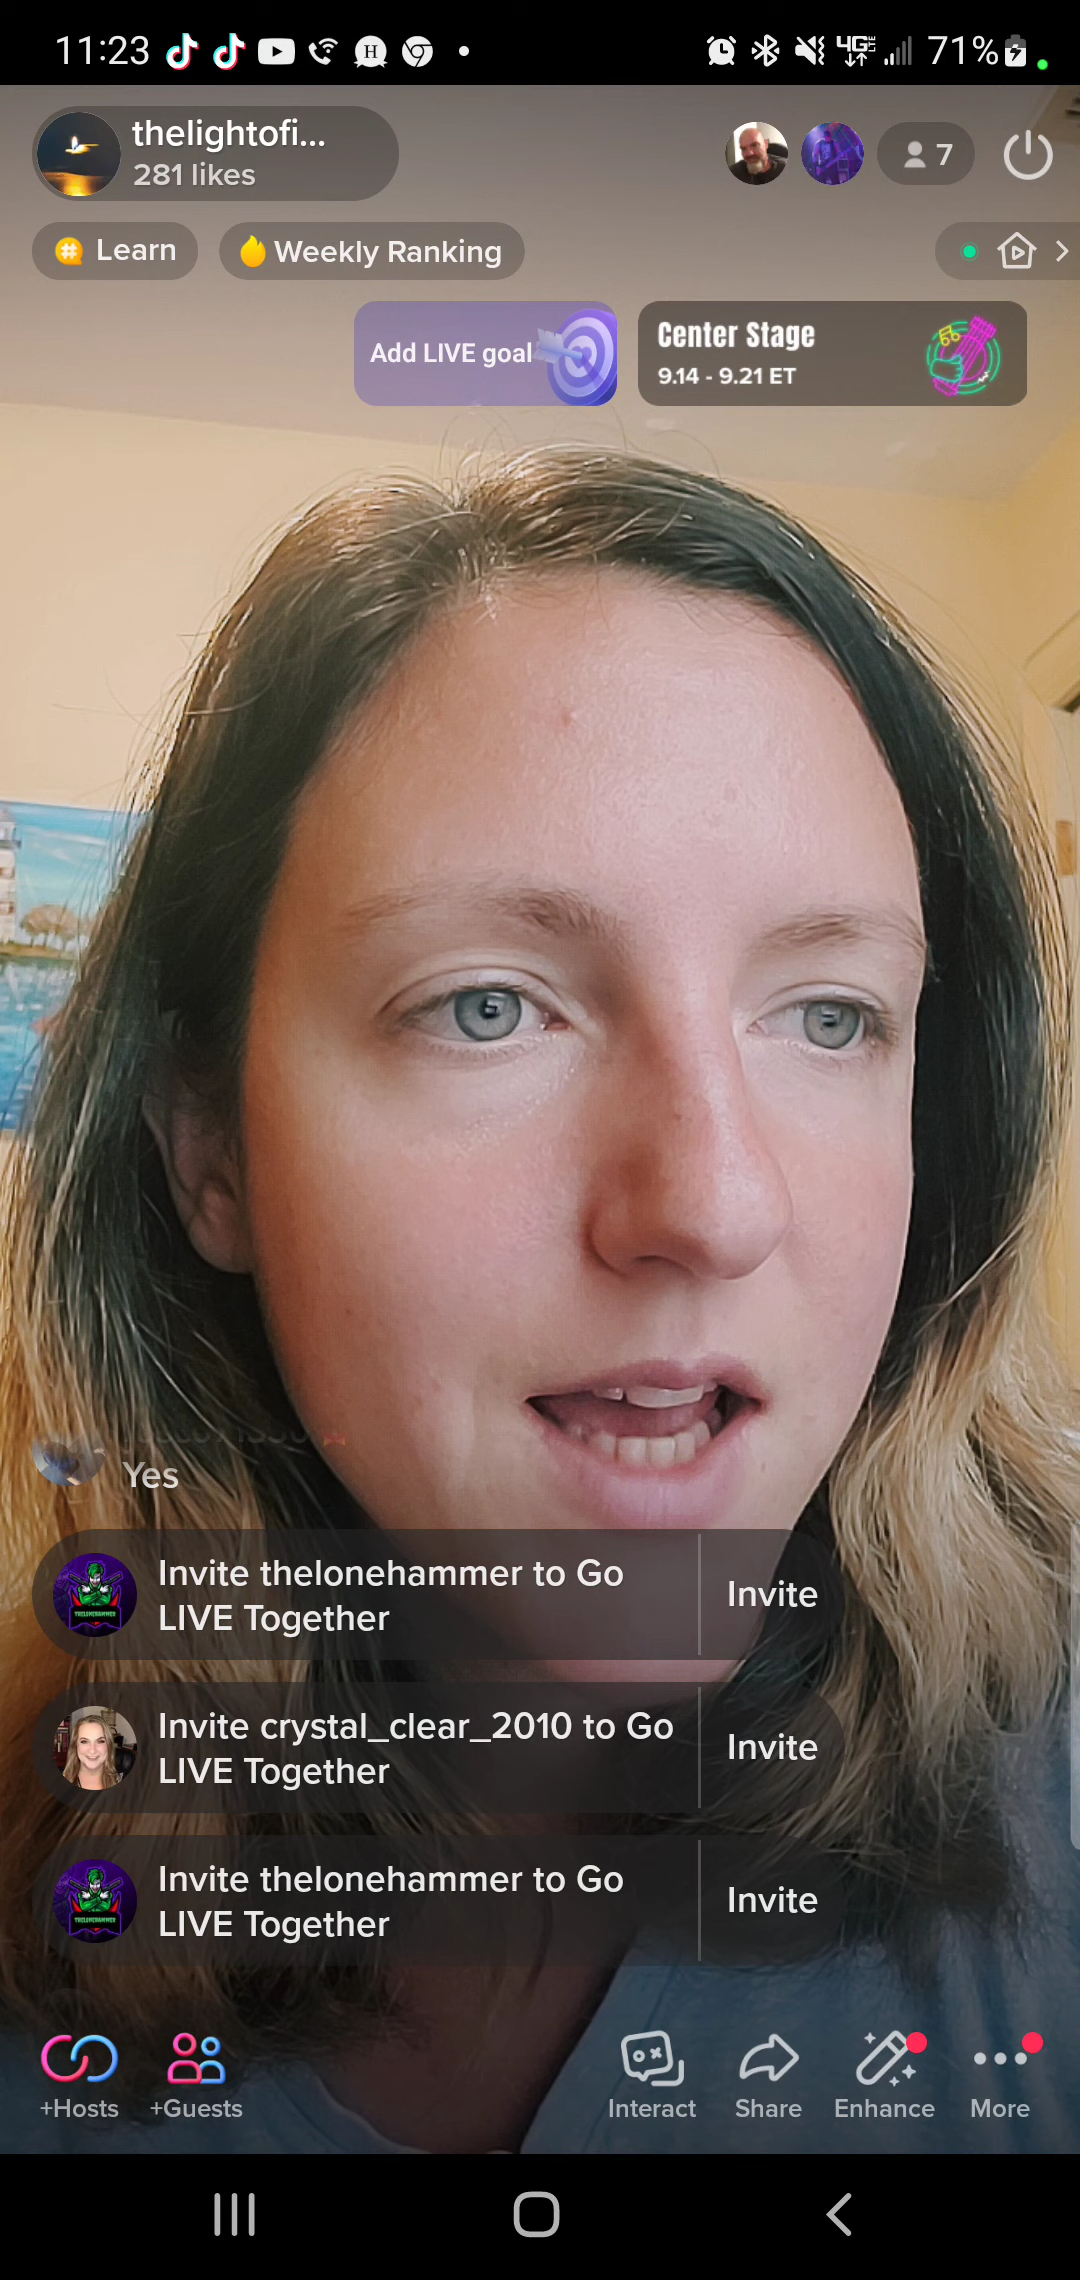 11:23
4G LTE 71%
thelightofi...
281 likes
7
Learn
Weekly Ranking
Add LIVE goal
Center Stage
9.14 - 9.21 ET
Yes
Invite thelonehammer to Go
LIVE Together
Invite
Invite crystal_clear_2010 to Go
LIVE Together
Invite
Invite thelonehammer to Go
LIVE Together
Invite
+Hosts
+Guests
Interact
Share
Enhance
More